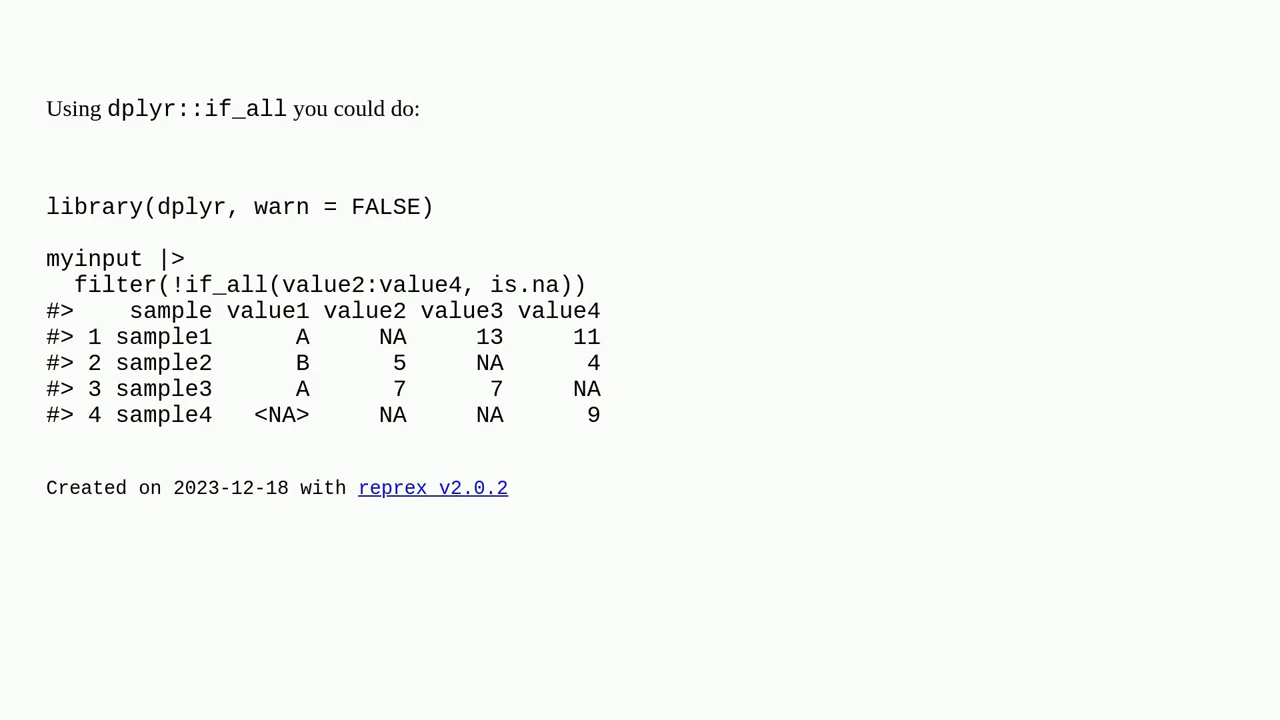 Using dplyr::if_all you could do:
library(dplyr, warn = FALSE)
myinput |>
  filter(!if_all(value2:value4, is.na))
#>    sample value1 value2 value3 value4
#> 1 sample1      A     NA     13     11
#> 2 sample2      B      5     NA      4
#> 3 sample3      A      7      7     NA
#> 4 sample4   <NA>     NA     NA      9
Created on 2023-12-18 with reprex v2.0.2